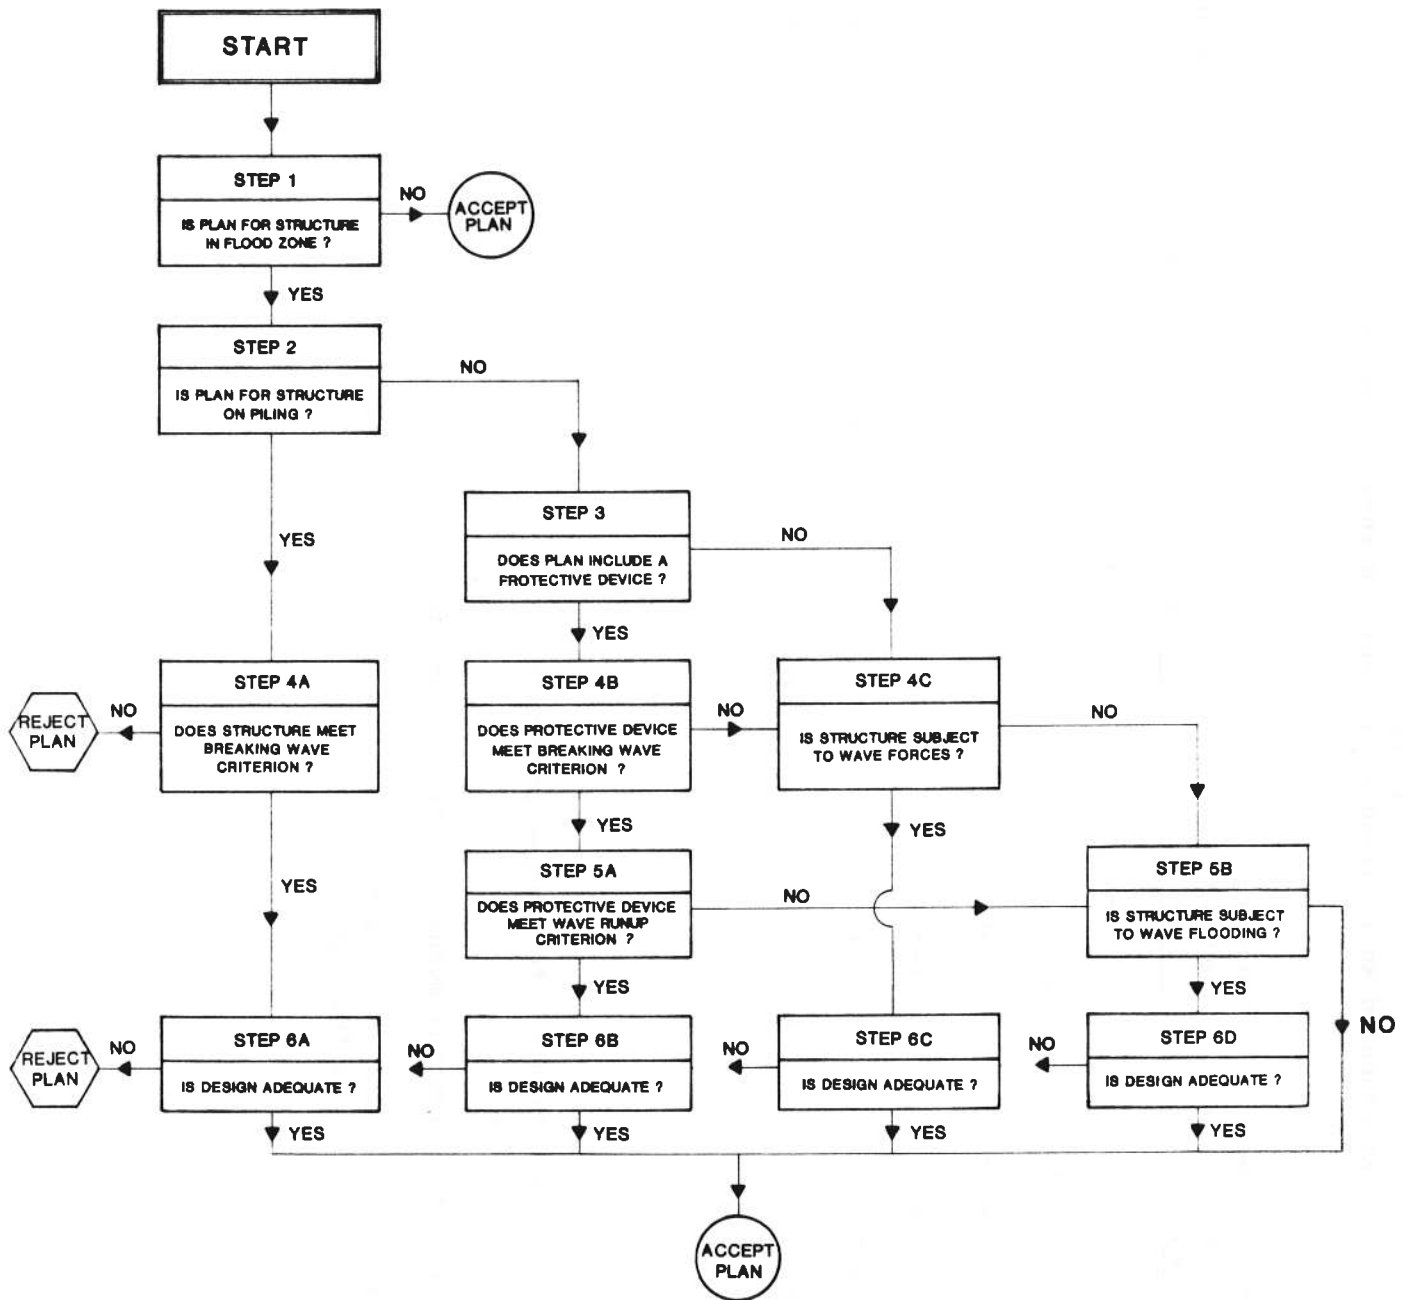 START
STEP 1
IS PLAN FOR STRUCTURE
IN FLOOD ZONE ?
NO
ACCEPT
PLAN
YES
STEP 2
IS PLAN FOR STRUCTURE
ON PILING ?
NO
YES
STEP 3
DOES PLAN INCLUDE A
PROTECTIVE DEVICE ?
NO
YES
STEP 4A
DOES STRUCTURE MEET
BREAKING WAVE
CRITERION ?
NO
REJECT
PLAN
YES
STEP 4B
DOES PROTECTIVE DEVICE
MEET BREAKING WAVE
CRITERION ?
NO
YES
STEP 4C
IS STRUCTURE SUBJECT
TO WAVE FORCES ?
NO
YES
STEP 5A
DOES PROTECTIVE DEVICE
MEET WAVE RUNUP
CRITERION ?
NO
YES
STEP 5B
IS STRUCTURE SUBJECT
TO WAVE FLOODING ?
YES
NO
STEP 6A
IS DESIGN ADEQUATE ?
NO
REJECT
PLAN
YES
STEP 6B
IS DESIGN ADEQUATE ?
NO
YES
STEP 6C
IS DESIGN ADEQUATE ?
NO
YES
STEP 6D
IS DESIGN ADEQUATE ?
NO
YES
ACCEPT
PLAN